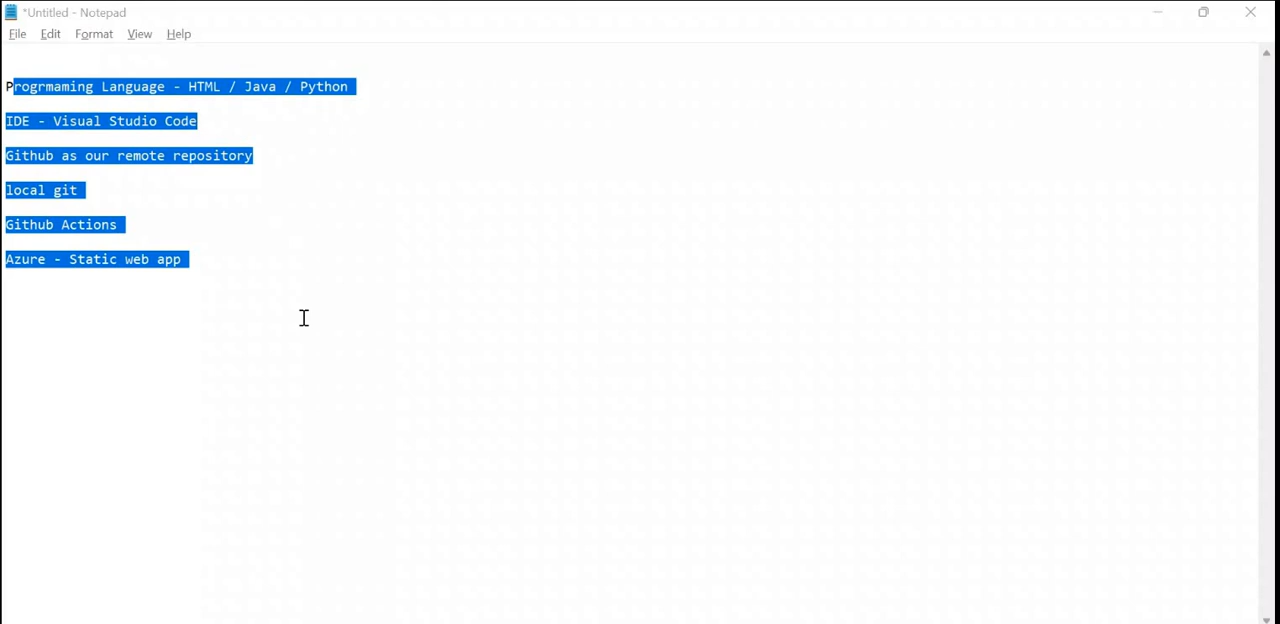 *Untitled - Notepad
File Edit Format View Help
Progrmaming Language - HTML / Java / Python
IDE - Visual Studio Code
Github as our remote repository
local git
Github Actions
Azure - Static web app